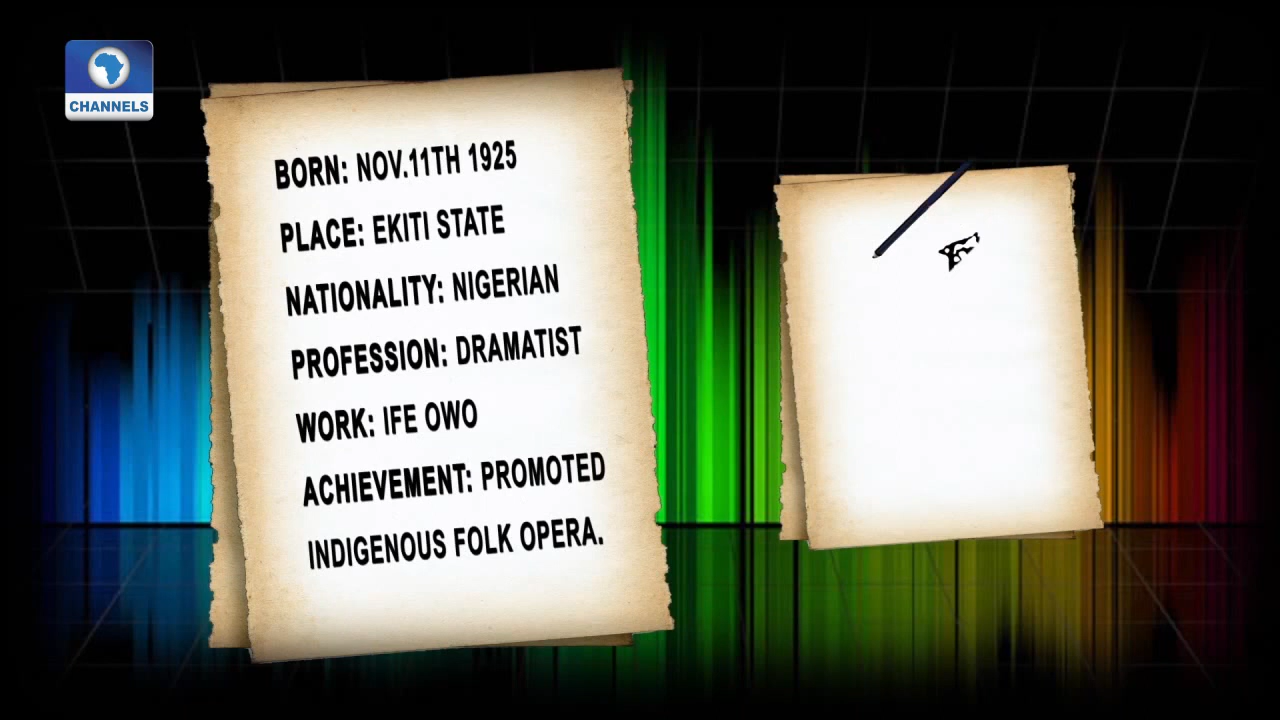 CHANNELS
BORN: NOV.11TH 1925
PLACE: EKITI STATE
NATIONALITY: NIGERIAN
PROFESSION: DRAMATIST
WORK: IFE OWO
ACHIEVEMENT: PROMOTED
INDIGENOUS FOLK OPERA.